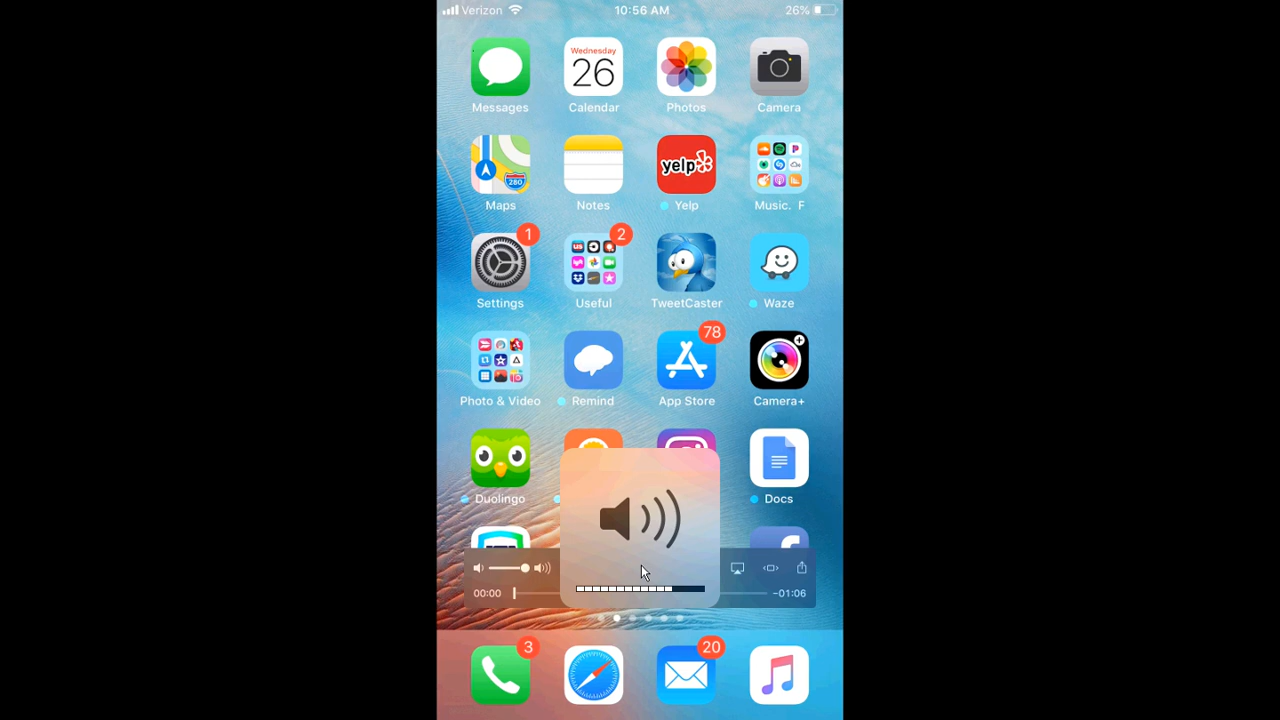 Verizon 10:56 AM 26%
Wednesday
26
Messages Calendar Photos Camera
280
yelp
Maps Notes Yelp Music. F
1 2
Settings Useful TweetCaster Waze
78
Photo & Video Remind App Store Camera+
Duolingo Docs
00:00 −01:06
3 20